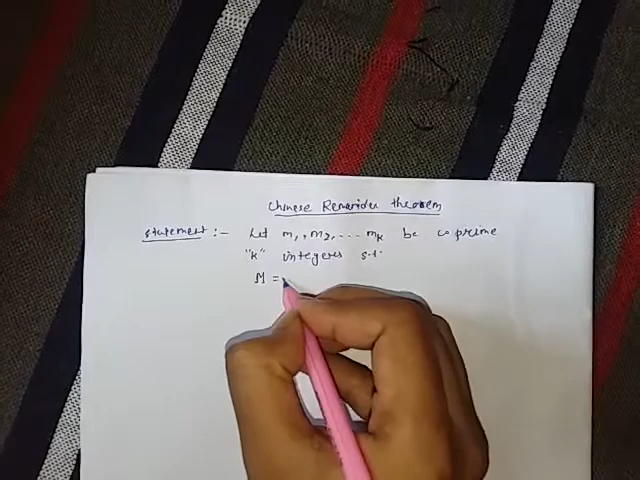 Chinese Remainder theorem
statement :- Let m1, m2, ... mk be coprime
"k" integers s.t.
M =